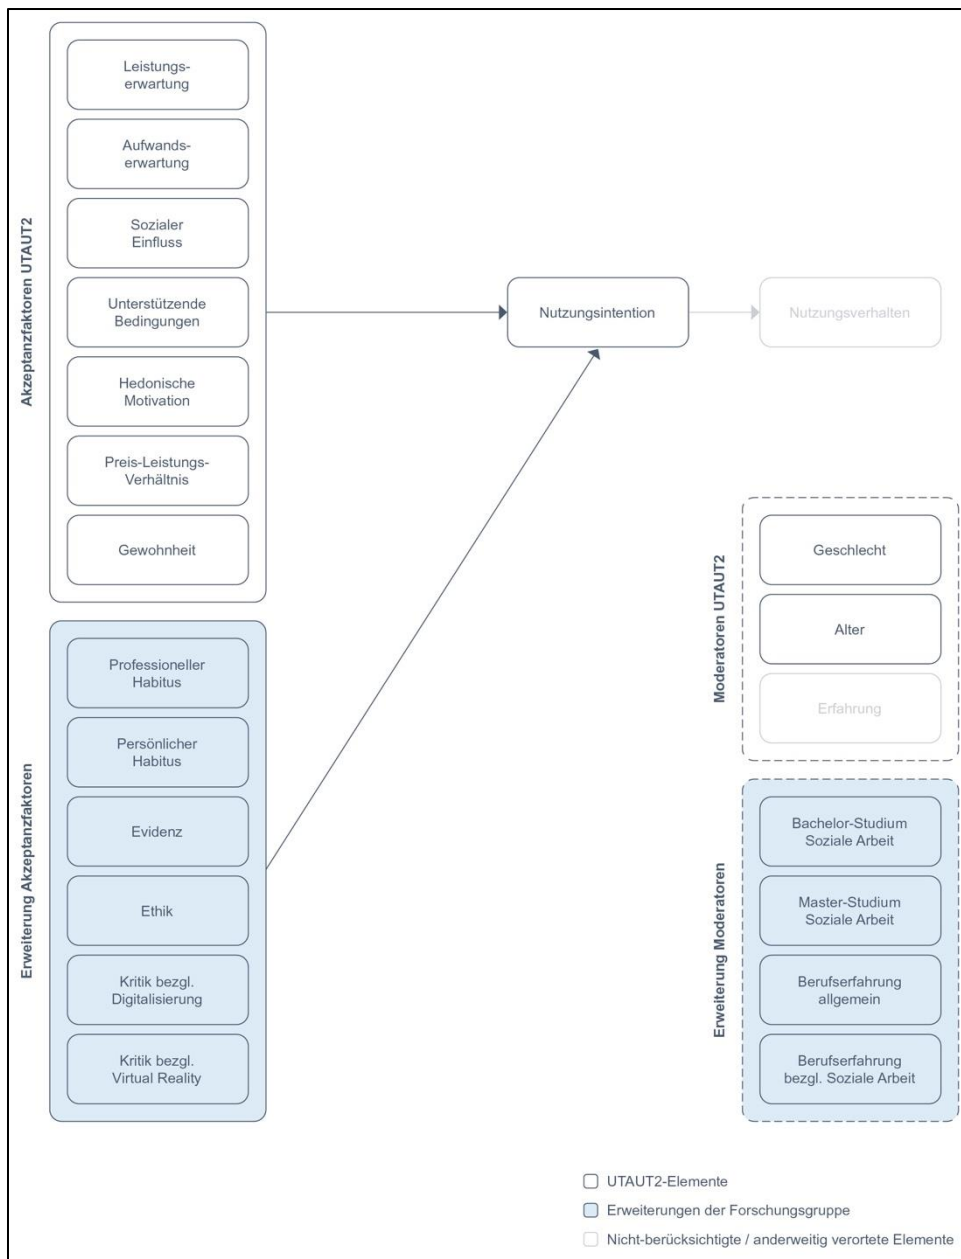 Akzeptanzfaktoren UTAUT2
Leistungs-
erwartung
Aufwands-
erwartung
Sozialer
Einfluss
Unterstützende
Bedingungen
Hedonische
Motivation
Preis-Leistungs-
Verhältnis
Gewohnheit
Erweiterung Akzeptanzfaktoren
Professioneller
Habitus
Persönlicher
Habitus
Evidenz
Ethik
Kritik bezgl.
Digitalisierung
Kritik bezgl.
Virtual Reality
Nutzungsintention
Nutzungsverhalten
Moderatoren UTAUT2
Geschlecht
Alter
Erfahrung
Erweiterung Moderatoren
Bachelor-Studium
Soziale Arbeit
Master-Studium
Soziale Arbeit
Berufserfahrung
allgemein
Berufserfahrung
bezgl. Soziale Arbeit
UTAUT2-Elemente
Erweiterungen der Forschungsgruppe
Nicht-berücksichtigte / anderweitig verortete Elemente